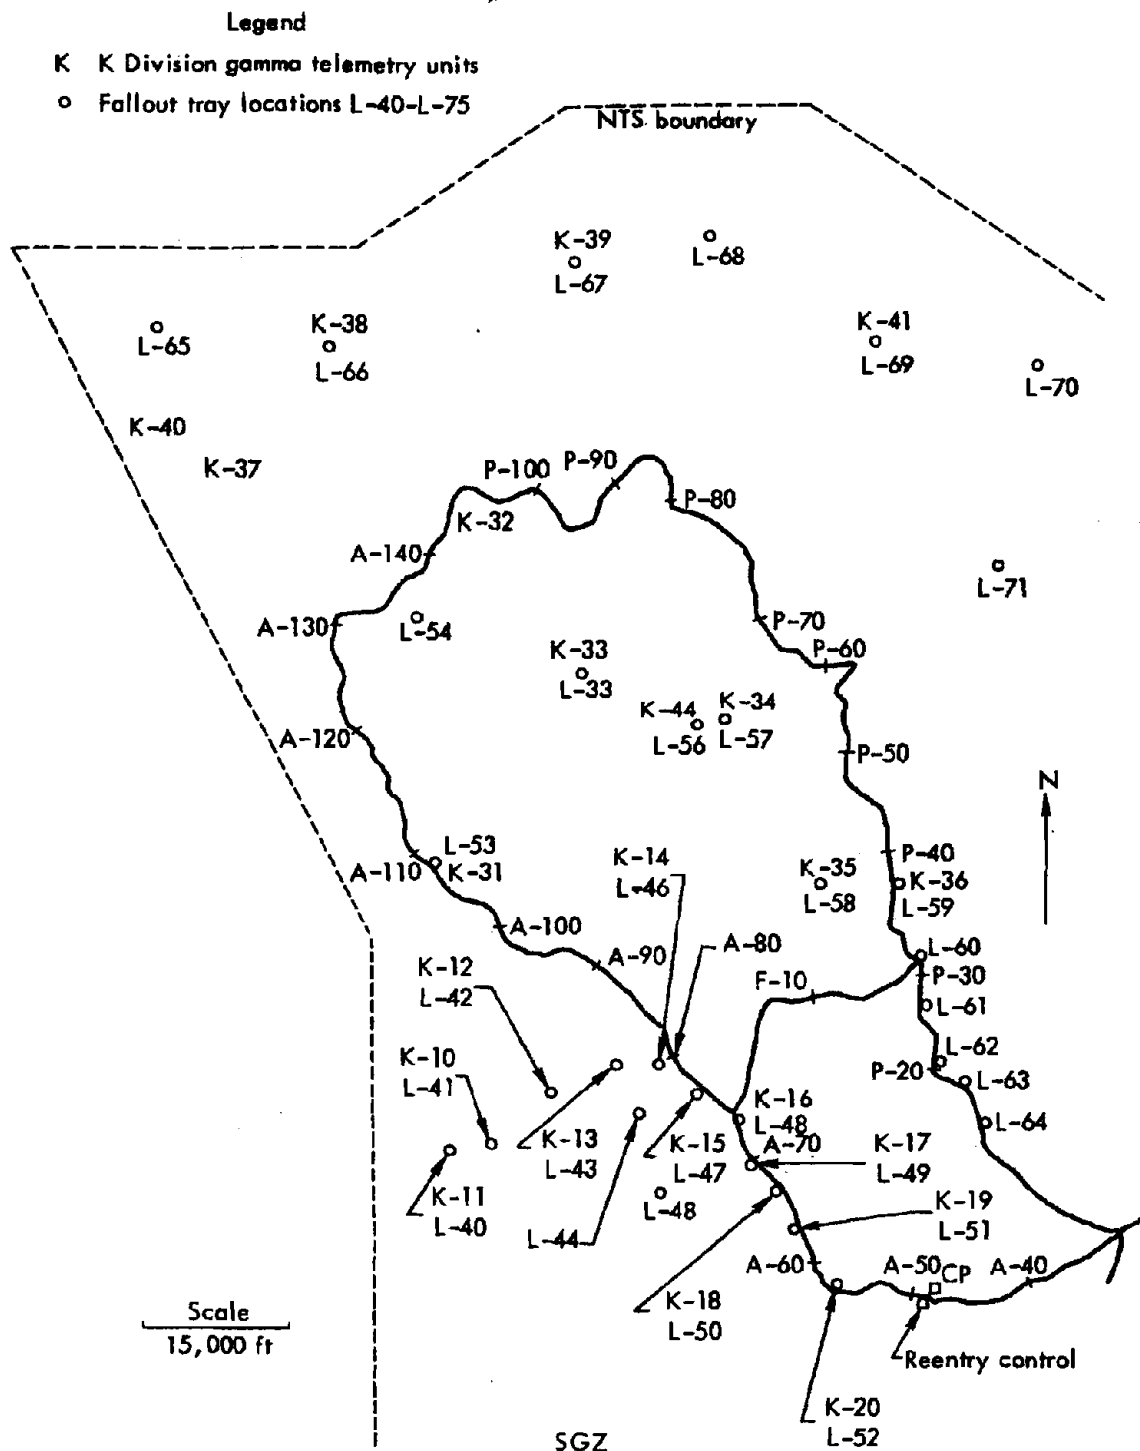 Legend
K K Division gamma telemetry units
o Fallout tray locations L-40-L-75
NTS boundary
K-39
L-67
L-68
L-65
K-38
L-66
K-41
L-69
L-70
K-40
K-37
P-100
P-90
P-80
K-32
A-140
L-71
A-130
L-54
P-70
K-33
L-33
P-60
K-44
L-56
K-34
L-57
A-120
P-50
N
L-53
K-31
A-110
K-14
L-46
K-35
L-58
P-40
K-36
L-59
A-100
A-90
A-80
L-60
K-12
L-42
F-10
P-30
L-61
K-10
L-41
L-62
P-20
L-63
K-13
L-43
K-15
L-47
K-16
L-48
L-64
A-70
K-17
L-49
K-11
L-40
L-48
K-19
L-51
L-44
A-60
A-50
CP
A-40
K-18
L-50
Scale
15,000 ft
Reentry control
K-20
L-52
SGZ